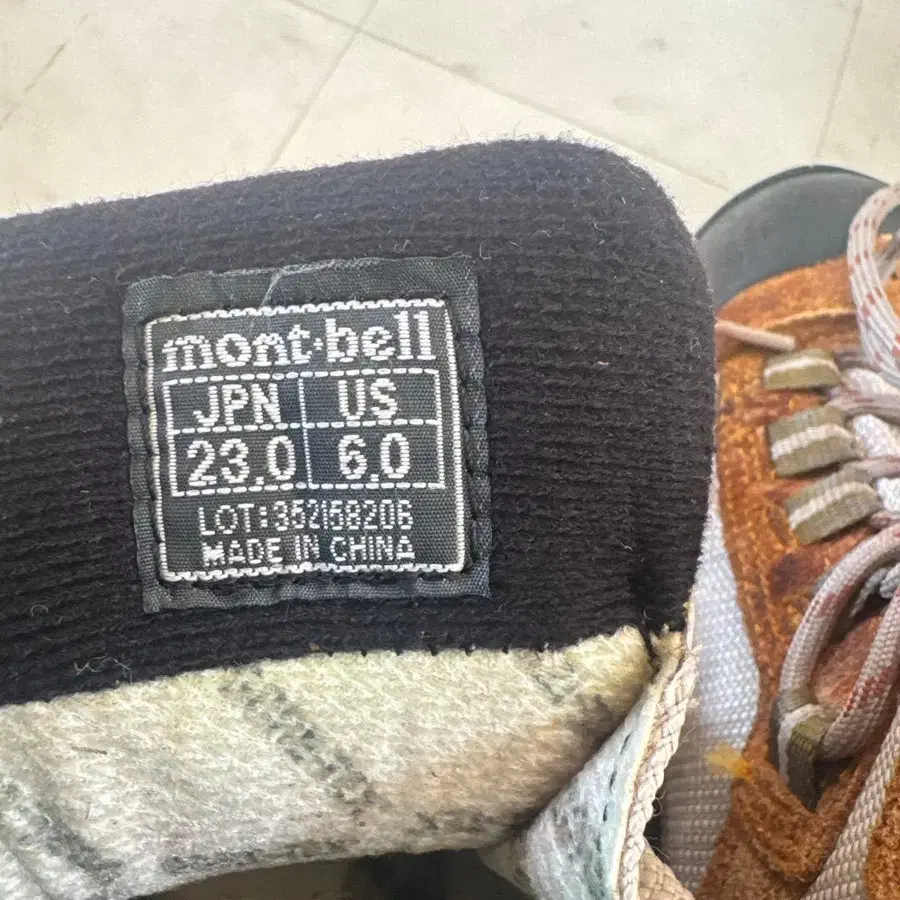 mont·bell
JPN US
23.0 6.0
LOT:352158206
MADE IN CHINA